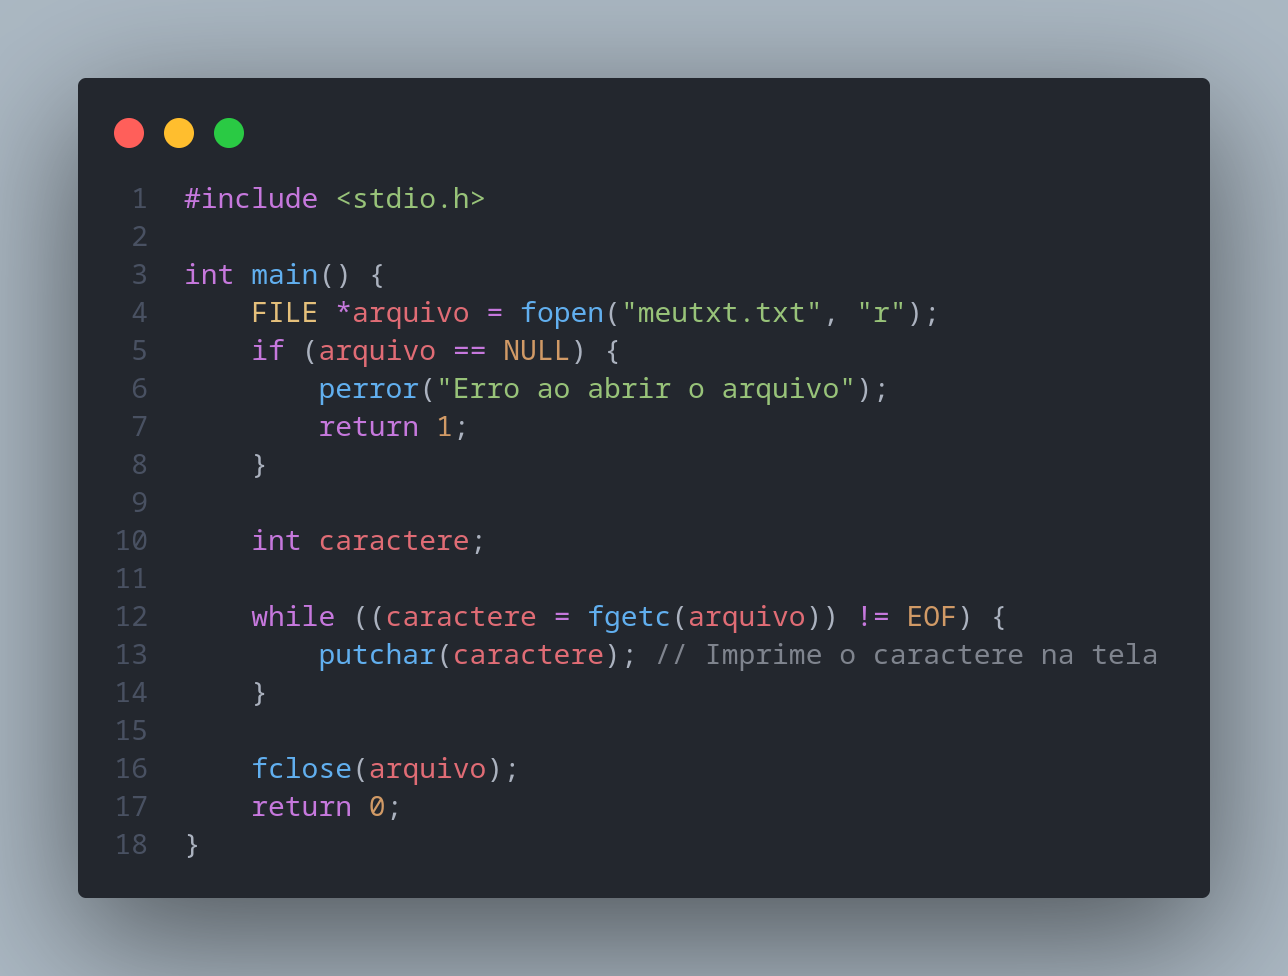 1 #include <stdio.h>
2
3 int main() {
4     FILE *arquivo = fopen("meutxt.txt", "r");
5     if (arquivo == NULL) {
6         perror("Erro ao abrir o arquivo");
7         return 1;
8     }
9
10     int caractere;
11
12     while ((caractere = fgetc(arquivo)) != EOF) {
13         putchar(caractere); // Imprime o caractere na tela
14     }
15
16     fclose(arquivo);
17     return 0;
18 }